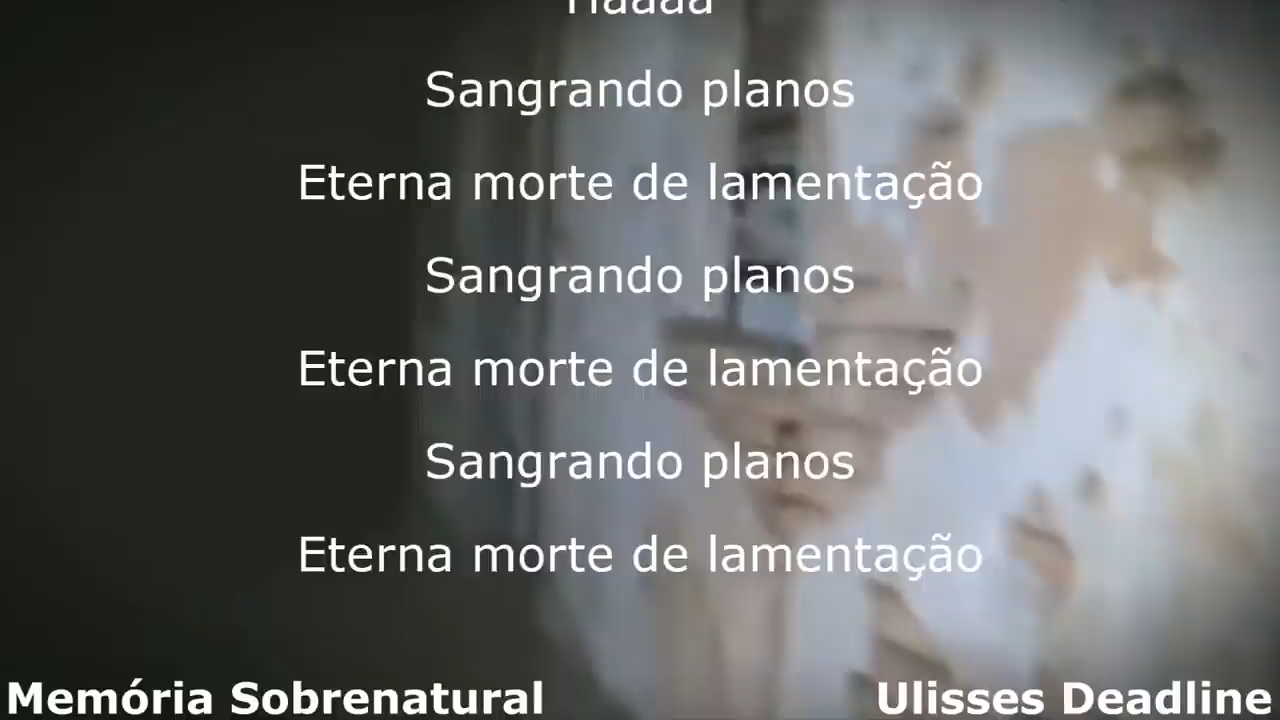 Sangrando planos
Eterna morte de lamentação
Sangrando planos
Eterna morte de lamentação
Sangrando planos
Eterna morte de lamentação
Memória Sobrenatural
Ulisses Deadline